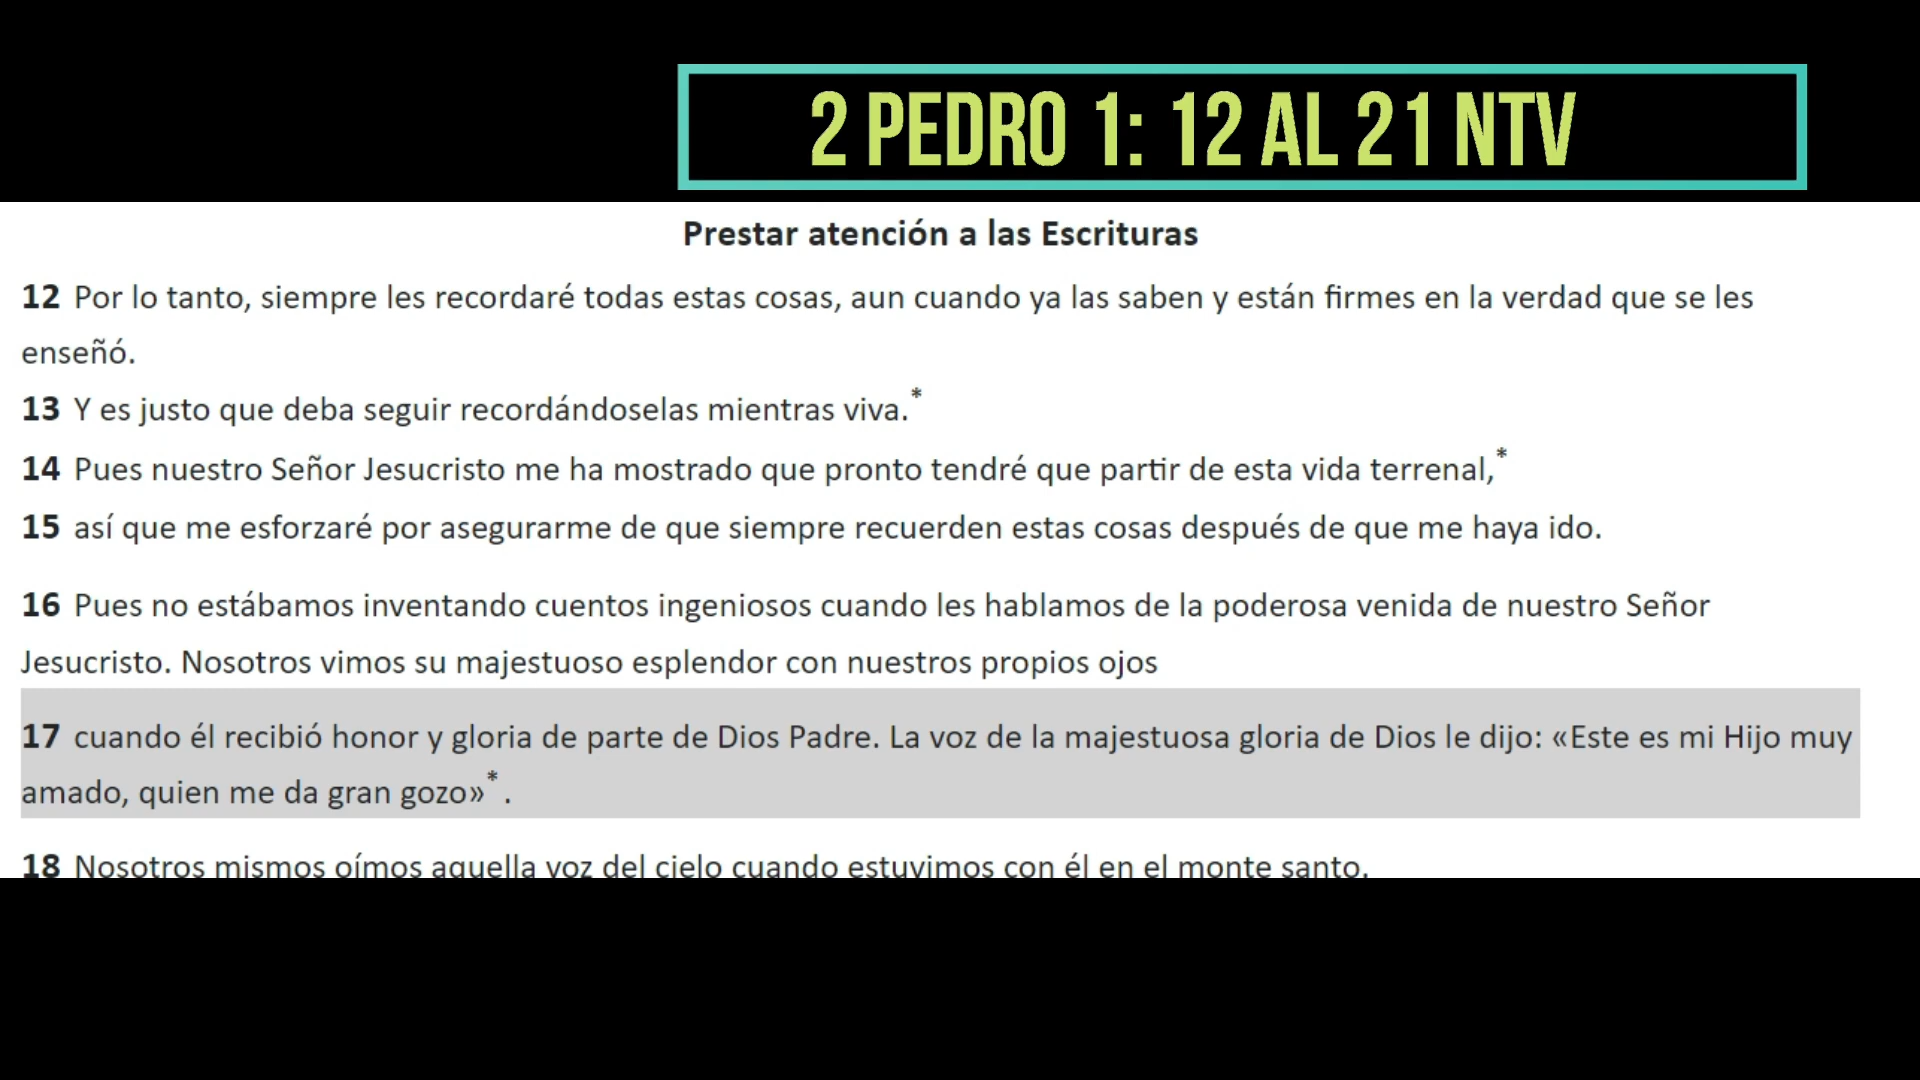 2 PEDRO 1: 12 AL 21 NTV
Prestar atención a las Escrituras
12 Por lo tanto, siempre les recordaré todas estas cosas, aun cuando ya las saben y están firmes en la verdad que se les
enseñó.
13 Y es justo que deba seguir recordándoselas mientras viva.*
14 Pues nuestro Señor Jesucristo me ha mostrado que pronto tendré que partir de esta vida terrenal,*
15 así que me esforzaré por asegurarme de que siempre recuerden estas cosas después de que me haya ido.
16 Pues no estábamos inventando cuentos ingeniosos cuando les hablamos de la poderosa venida de nuestro Señor
Jesucristo. Nosotros vimos su majestuoso esplendor con nuestros propios ojos
17 cuando él recibió honor y gloria de parte de Dios Padre. La voz de la majestuosa gloria de Dios le dijo: «Este es mi Hijo muy
amado, quien me da gran gozo»*.
18 Nosotros mismos oímos aquella voz del cielo cuando estuvimos con él en el monte santo.